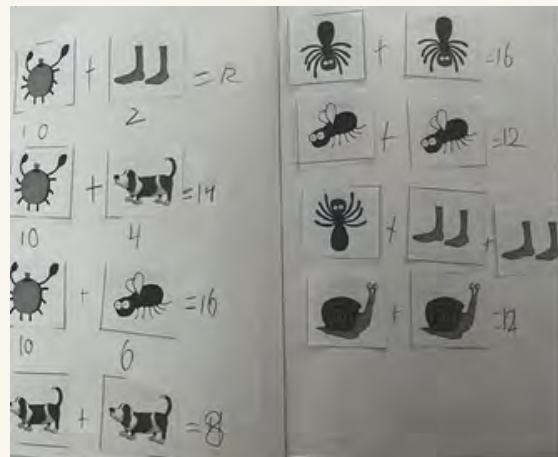 + = 12
10 2
+ = 14
10 4
+ = 16
10 6
+ = 8
+ = 16
+ = 12
+ +
+ = 12